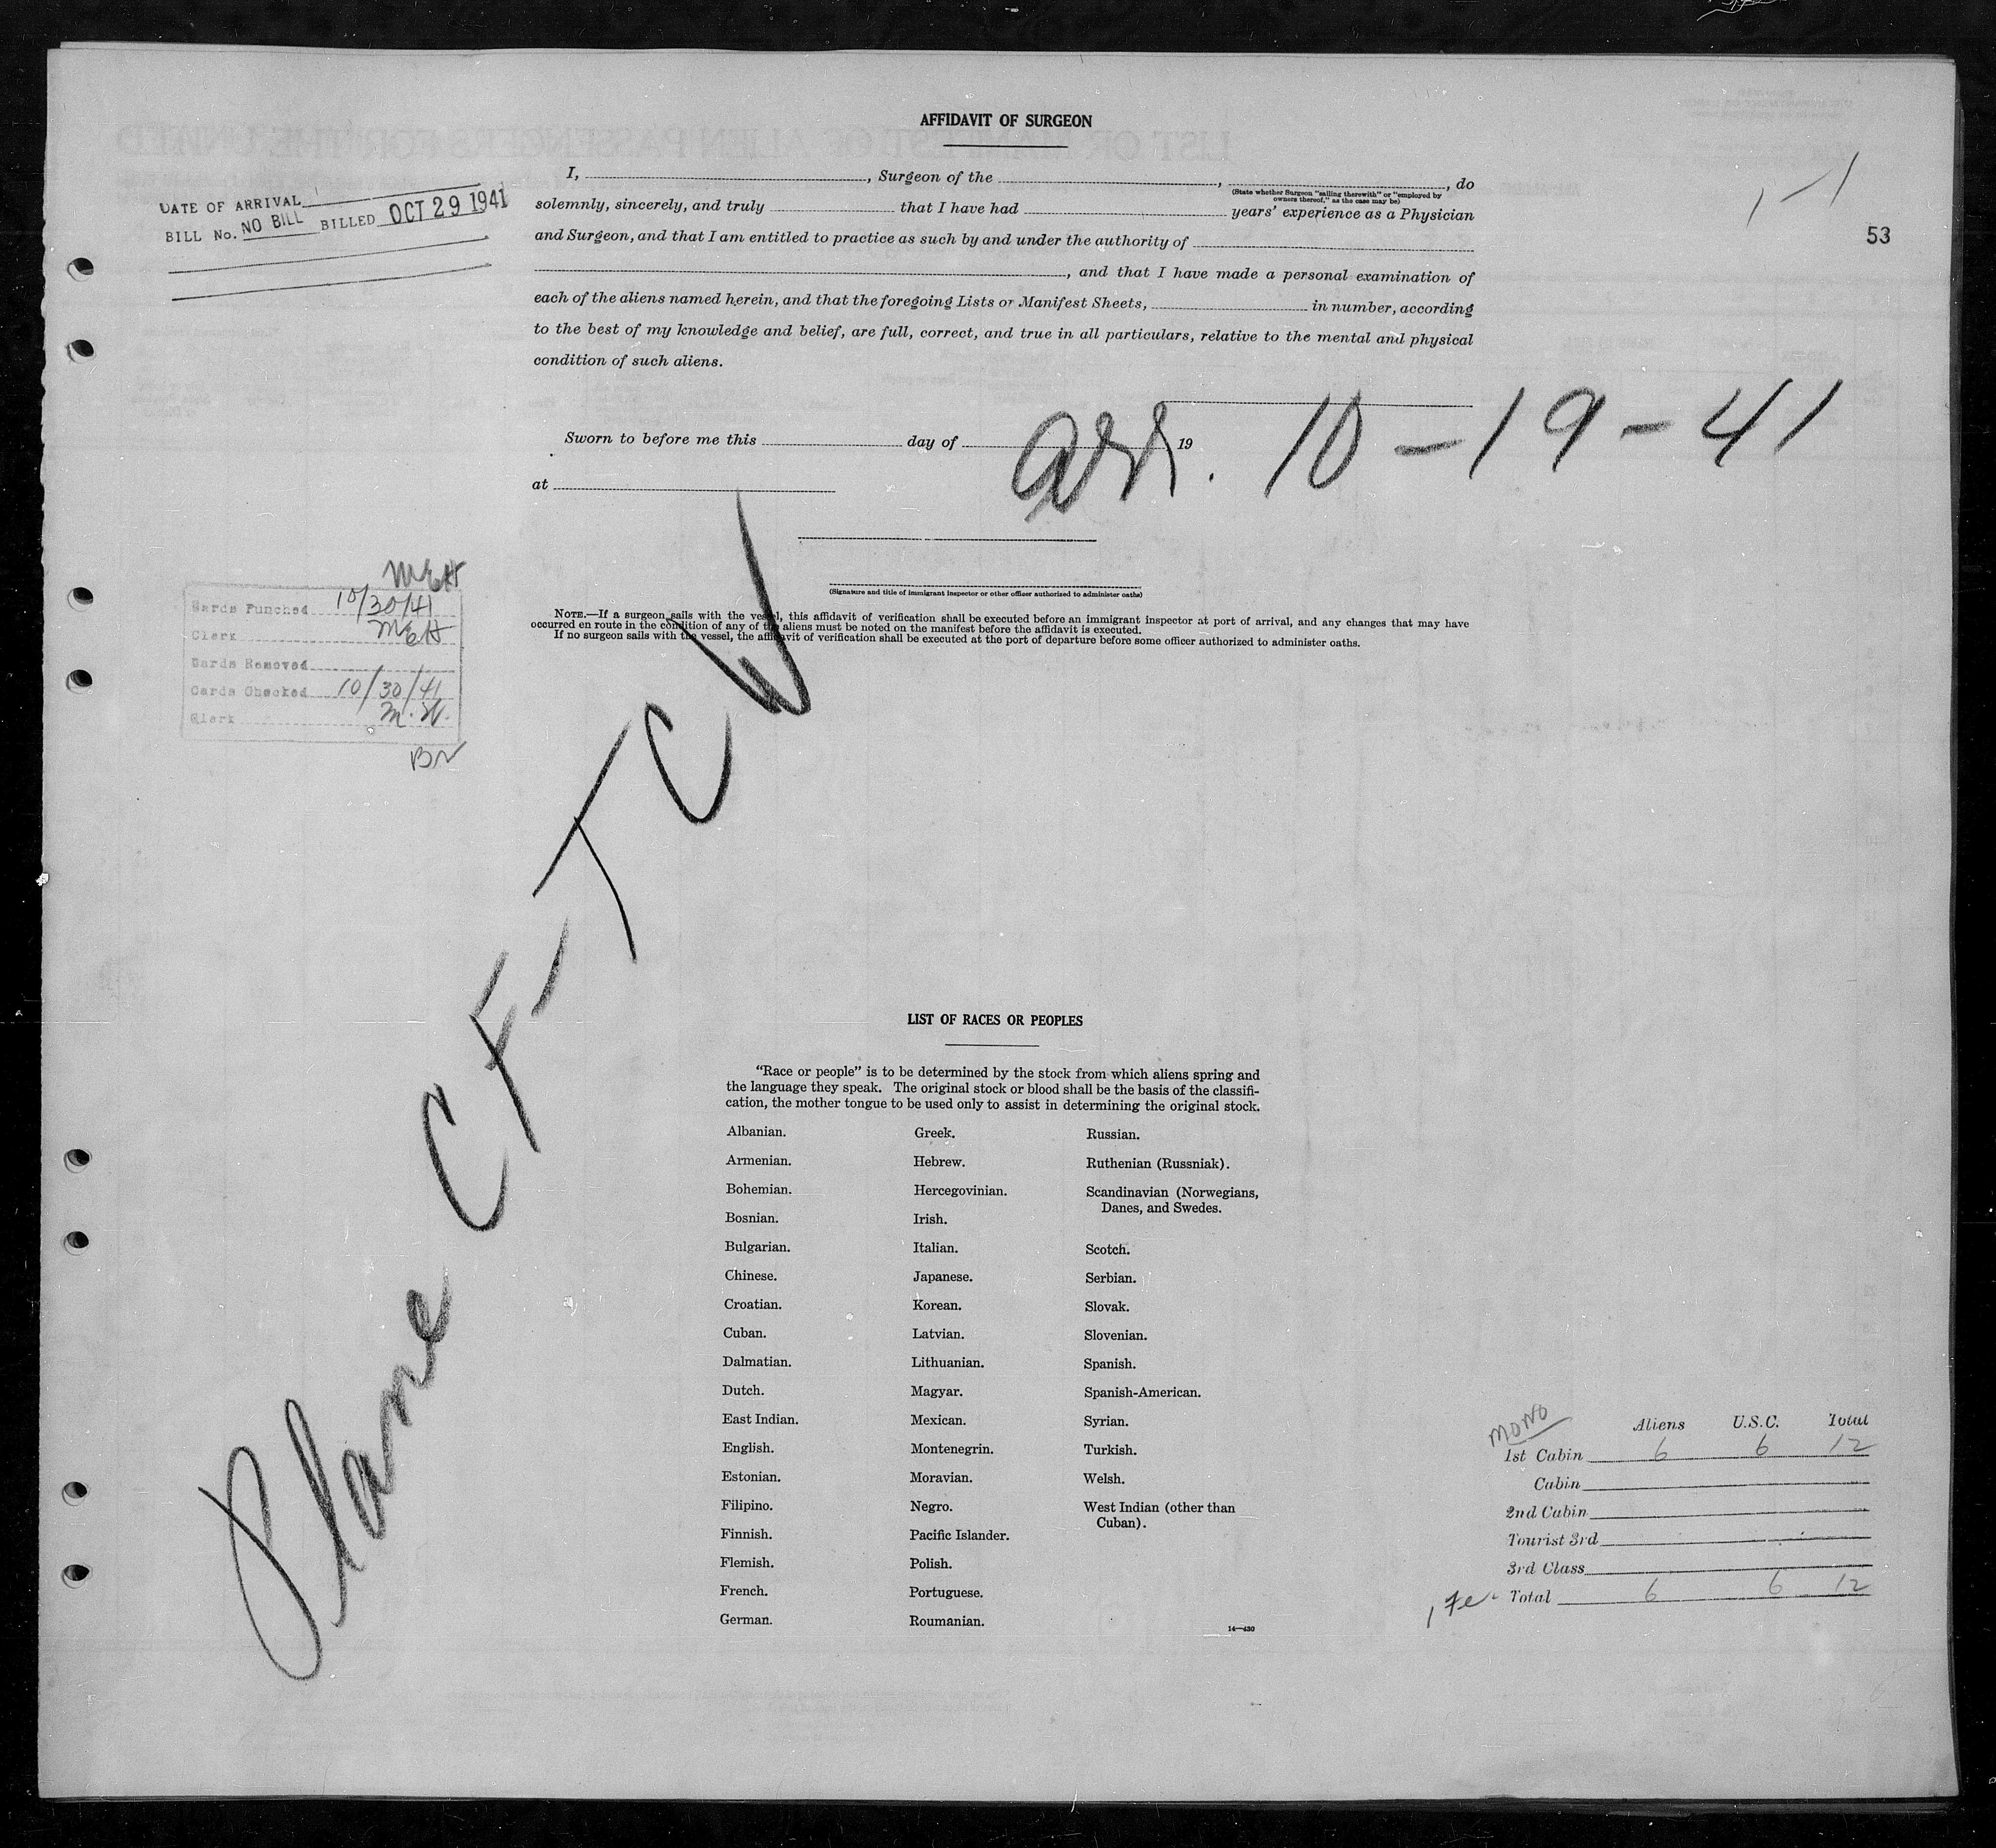 AFFIDAVIT OF SURGEON
I, , Surgeon of the , , do
(State whether Surgeon "sailing therewith" or "employed by
owners thereof," as the case may be)
solemnly, sincerely, and truly that I have had years' experience as a Physician
and Surgeon, and that I am entitled to practice as such by and under the authority of
, and that I have made a personal examination of
each of the aliens named herein, and that the foregoing Lists or Manifest Sheets, in number, according
to the best of my knowledge and belief, are full, correct, and true in all particulars, relative to the mental and physical
condition of such aliens.
DATE OF ARRIVAL
BILL No. NO BILL BILLED OCT 29 1941
1-1
53
Sworn to before me this day of 19
arr. 10-19-41
at
(Signature and title of immigrant inspector or other officer authorized to administer oaths)
NOTE.—If a surgeon sails with the vessel, this affidavit of verification shall be executed before an immigrant inspector at port of arrival, and any changes that may have
occurred en route in the condition of any of the aliens must be noted on the manifest before the affidavit is executed.
If no surgeon sails with the vessel, the affidavit of verification shall be executed at the port of departure before some officer authorized to administer oaths.
MEH
Cards Punched 10/30/41
Clerk MEH
Cards Removed
Cards Checked 10/30/41
Clerk M.W.
Plane CF-TCW
LIST OF RACES OR PEOPLES
"Race or people" is to be determined by the stock from which aliens spring and
the language they speak. The original stock or blood shall be the basis of the classifi-
cation, the mother tongue to be used only to assist in determining the original stock.
Albanian.
Armenian.
Bohemian.
Bosnian.
Bulgarian.
Chinese.
Croatian.
Cuban.
Dalmatian.
Dutch.
East Indian.
English.
Estonian.
Filipino.
Finnish.
Flemish.
French.
German.
Greek.
Hebrew.
Hercegovinian.
Irish.
Italian.
Japanese.
Korean.
Latvian.
Lithuanian.
Magyar.
Mexican.
Montenegrin.
Moravian.
Negro.
Pacific Islander.
Polish.
Portuguese.
Roumanian.
Russian.
Ruthenian (Russniak).
Scandinavian (Norwegians,
Danes, and Swedes.
Scotch.
Serbian.
Slovak.
Slovenian.
Spanish.
Spanish-American.
Syrian.
Turkish.
Welsh.
West Indian (other than
Cuban).
14—430
MONO
Aliens U.S.C. Total
1st Cabin 6 6 12
Cabin
2nd Cabin
Tourist 3rd
3rd Class
Total 6 6 12